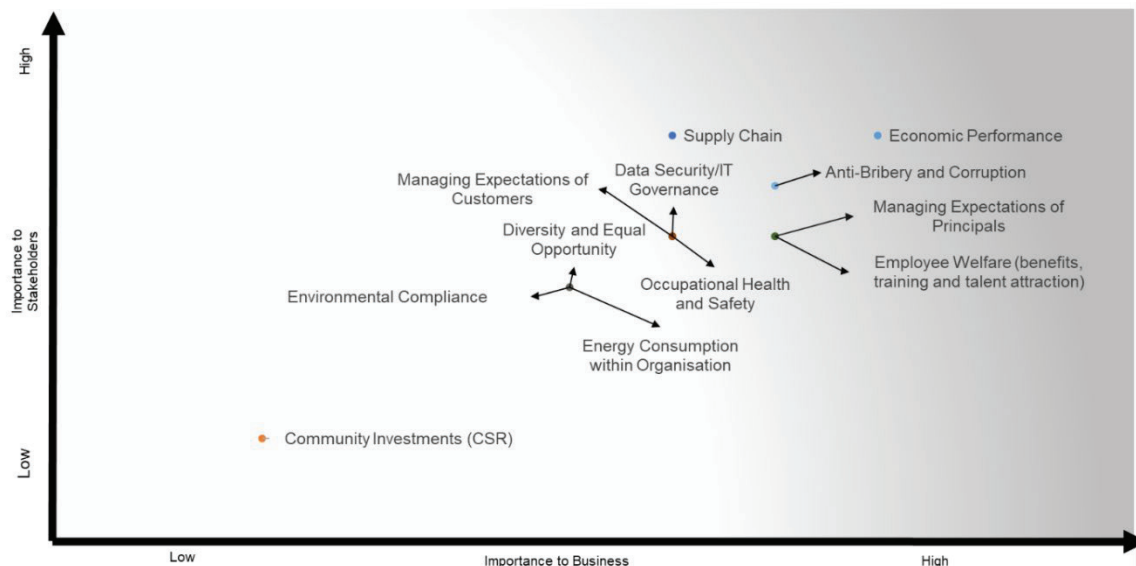 High
Supply Chain
Economic Performance
Data Security/IT
Governance
Anti-Bribery and Corruption
Managing Expectations of
Customers
Managing Expectations of
Principals
Diversity and Equal
Opportunity
Importance to
Stakeholders
Environmental Compliance
Occupational Health
and Safety
Employee Welfare (benefits,
training and talent attraction)
Energy Consumption
within Organisation
Community Investments (CSR)
Low
Low
Importance to Business
High